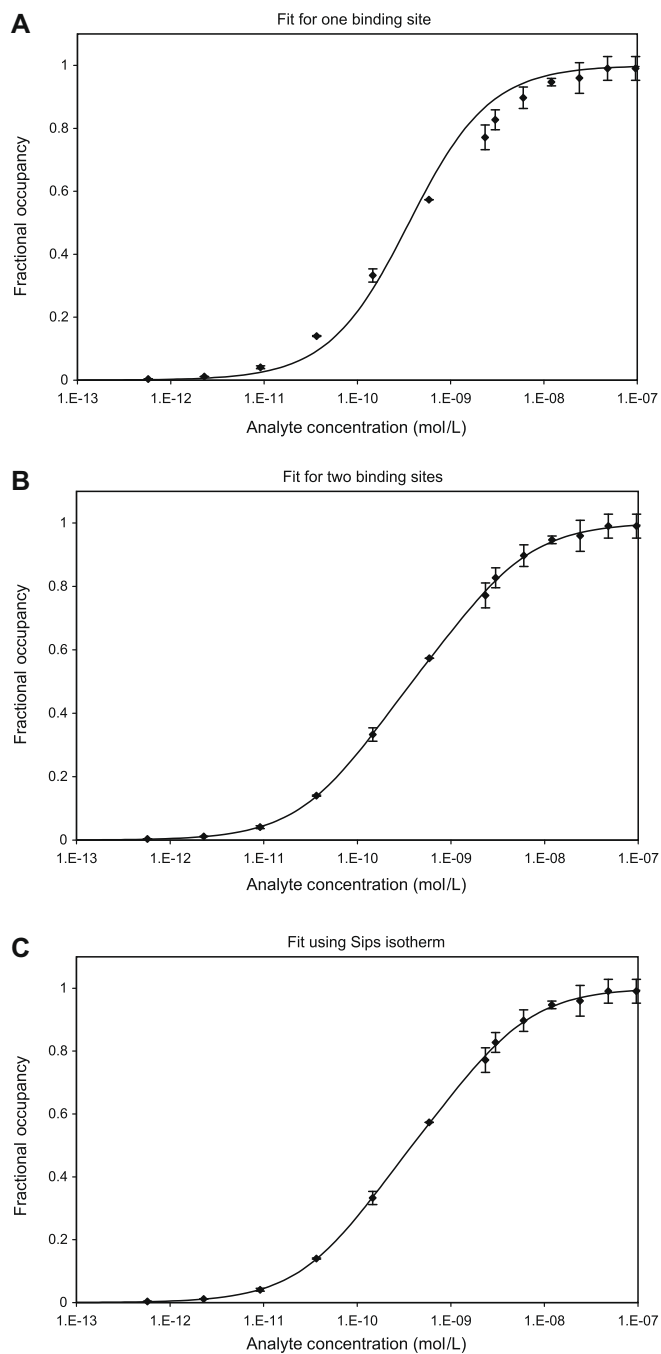 A
Fit for one binding site
1
0.8
0.6
0.4
0.2
0
Fractional occupancy
1.E-13 1.E-12 1.E-11 1.E-10 1.E-09 1.E-08 1.E-07
Analyte concentration (mol/L)
B
Fit for two binding sites
1
0.8
0.6
0.4
0.2
0
Fractional occupancy
1.E-13 1.E-12 1.E-11 1.E-10 1.E-09 1.E-08 1.E-07
Analyte concentration (mol/L)
C
Fit using Sips isotherm
1
0.8
0.6
0.4
0.2
0
Fractional occupancy
1.E-13 1.E-12 1.E-11 1.E-10 1.E-09 1.E-08 1.E-07
Analyte concentration (mol/L)